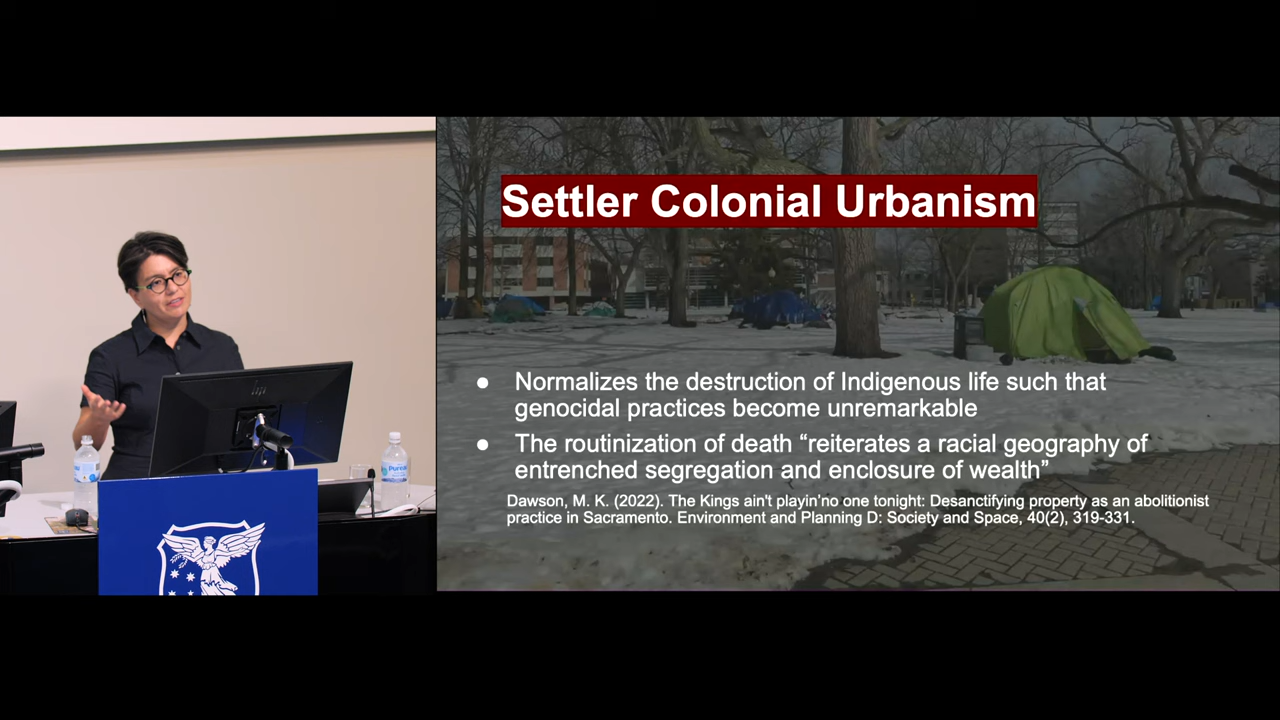 Settler Colonial Urbanism
● Normalizes the destruction of Indigenous life such that
genocidal practices become unremarkable
● The routinization of death “reiterates a racial geography of
entrenched segregation and enclosure of wealth”
Dawson, M. K. (2022). The Kings ain't playin’no one tonight: Desanctifying property as an abolitionist
practice in Sacramento. Environment and Planning D: Society and Space, 40(2), 319-331.
hp